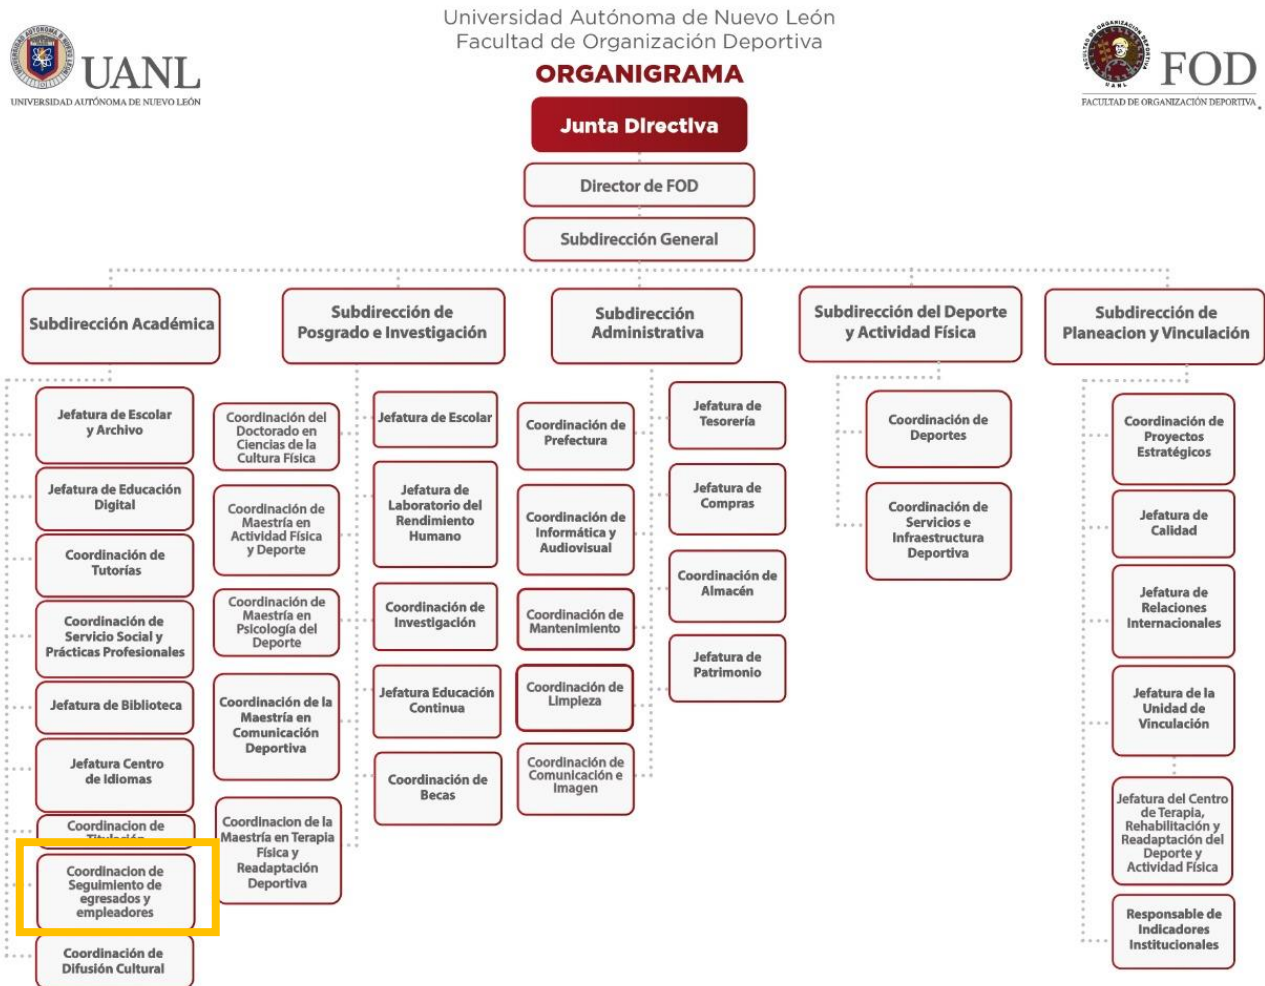 UANL
UNIVERSIDAD AUTÓNOMA DE NUEVO LEÓN
Universidad Autónoma de Nuevo León
Facultad de Organización Deportiva
ORGANIGRAMA
FOD
FACULTAD DE ORGANIZACIÓN DEPORTIVA
Junta Directiva
Director de FOD
Subdirección General
Subdirección Académica
Jefatura de Escolar
y Archivo
Jefatura de Educación
Digital
Coordinación de
Tutorías
Coordinación de
Servicio Social y
Prácticas Profesionales
Jefatura de Biblioteca
Jefatura Centro
de Idiomas
Coordinacion de
Titulación
Coordinacion de
Seguimiento de
egresados y
empleadores
Coordinación de
Difusión Cultural
Subdirección de
Posgrado e Investigación
Coordinación del
Doctorado en
Ciencias de la
Cultura Física
Coordinación de
Maestría en
Actividad Física
y Deporte
Coordinación de
Maestría en
Psicología del
Deporte
Coordinación de la
Maestría en
Comunicación
Deportiva
Coordinacion de la
Maestría en Terapia
Física y
Readaptación
Deportiva
Jefatura de Escolar
Jefatura de
Laboratorio del
Rendimiento
Humano
Coordinación de
Investigación
Jefatura Educación
Continua
Coordinación de
Becas
Subdirección
Administrativa
Coordinación de
Prefectura
Coordinación de
Informática y
Audiovisual
Coordinación de
Mantenimiento
Coordinación de
Limpieza
Coordinación de
Comunicación e
Imagen
Jefatura de
Tesorería
Jefatura de
Compras
Coordinación de
Almacén
Jefatura de
Patrimonio
Subdirección del Deporte
y Actividad Física
Coordinación de
Deportes
Coordinación de
Servicios e
Infraestructura
Deportiva
Subdirección de
Planeacion y Vinculación
Coordinación de
Proyectos
Estratégicos
Jefatura de
Calidad
Jefatura de
Relaciones
Internacionales
Jefatura de la
Unidad de
Vinculación
Jefatura del Centro
de Terapia,
Rehabilitación y
Readaptación del
Deporte y
Actividad Física
Responsable de
Indicadores
Institucionales